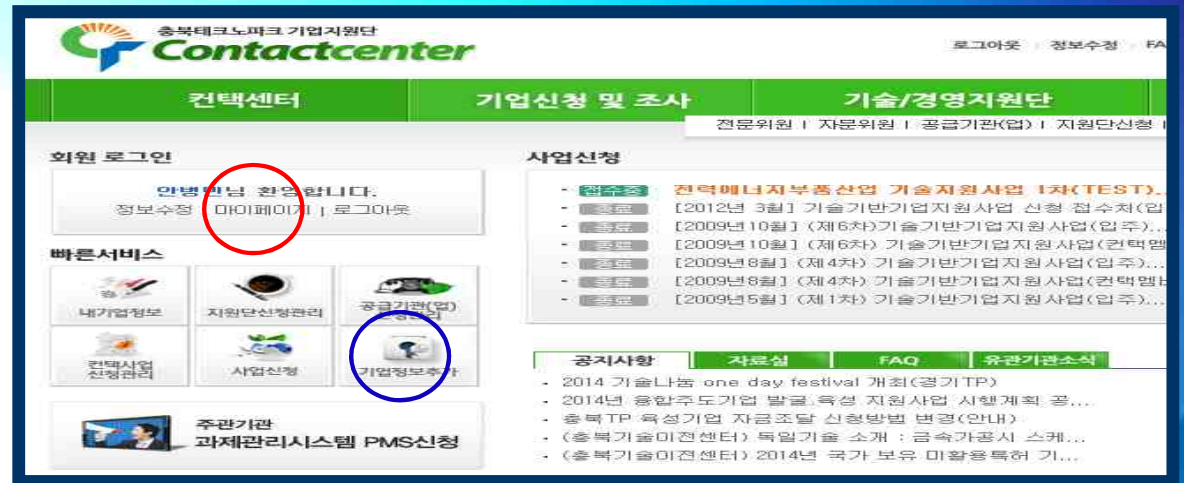 충북테크노파크 기업지원단
Contactcenter
로그아웃 정보수정 FA
컨택센터 기업신청 및 조사 기술/경영지원단
전문위원 | 자문위원 | 공급기관(업) | 지원단신청 |
회원 로그인
안병민님 환영합니다.
정보수정 | 마이페이지 | 로그아웃
빠른서비스
내기업정보 지원단신청관리 공급기관(업)
신청관리
컨택사업
신청관리 사업신청 기업정보추가
주관기관
과제관리시스템 PMS신청
사업신청
접수중 전력에너지부품산업 기술지원사업 1차(TEST)...
종료 [2012년 3월] 기술기반기업지원사업 신청 접수처(입
종료 [2009년10월] (제6차)기술기반기업지원사업(입주)...
종료 [2009년10월] (제6차) 기술기반기업지원사업(컨택멤
종료 [2009년8월] (제4차) 기술기반기업지원사업(입주)...
종료 [2009년8월] (제4차) 기술기반기업지원사업(컨택멤버
종료 [2009년5월] (제1차) 기술기반기업지원사업(입주)...
공지사항 자료실 FAQ 유관기관소식
2014 기술나눔 one day festival 개최(경기TP)
2014년 융합주도기업 발굴.육성 지원사업 시행계획 공...
충북TP 육성기업 자금조달 신청방법 변경(안내)
(충북기술이전센터) 독일기술 소개 : 금속가공시 스케...
(충북기술이전센터) 2014년 국가 보유 미활용특허 기...